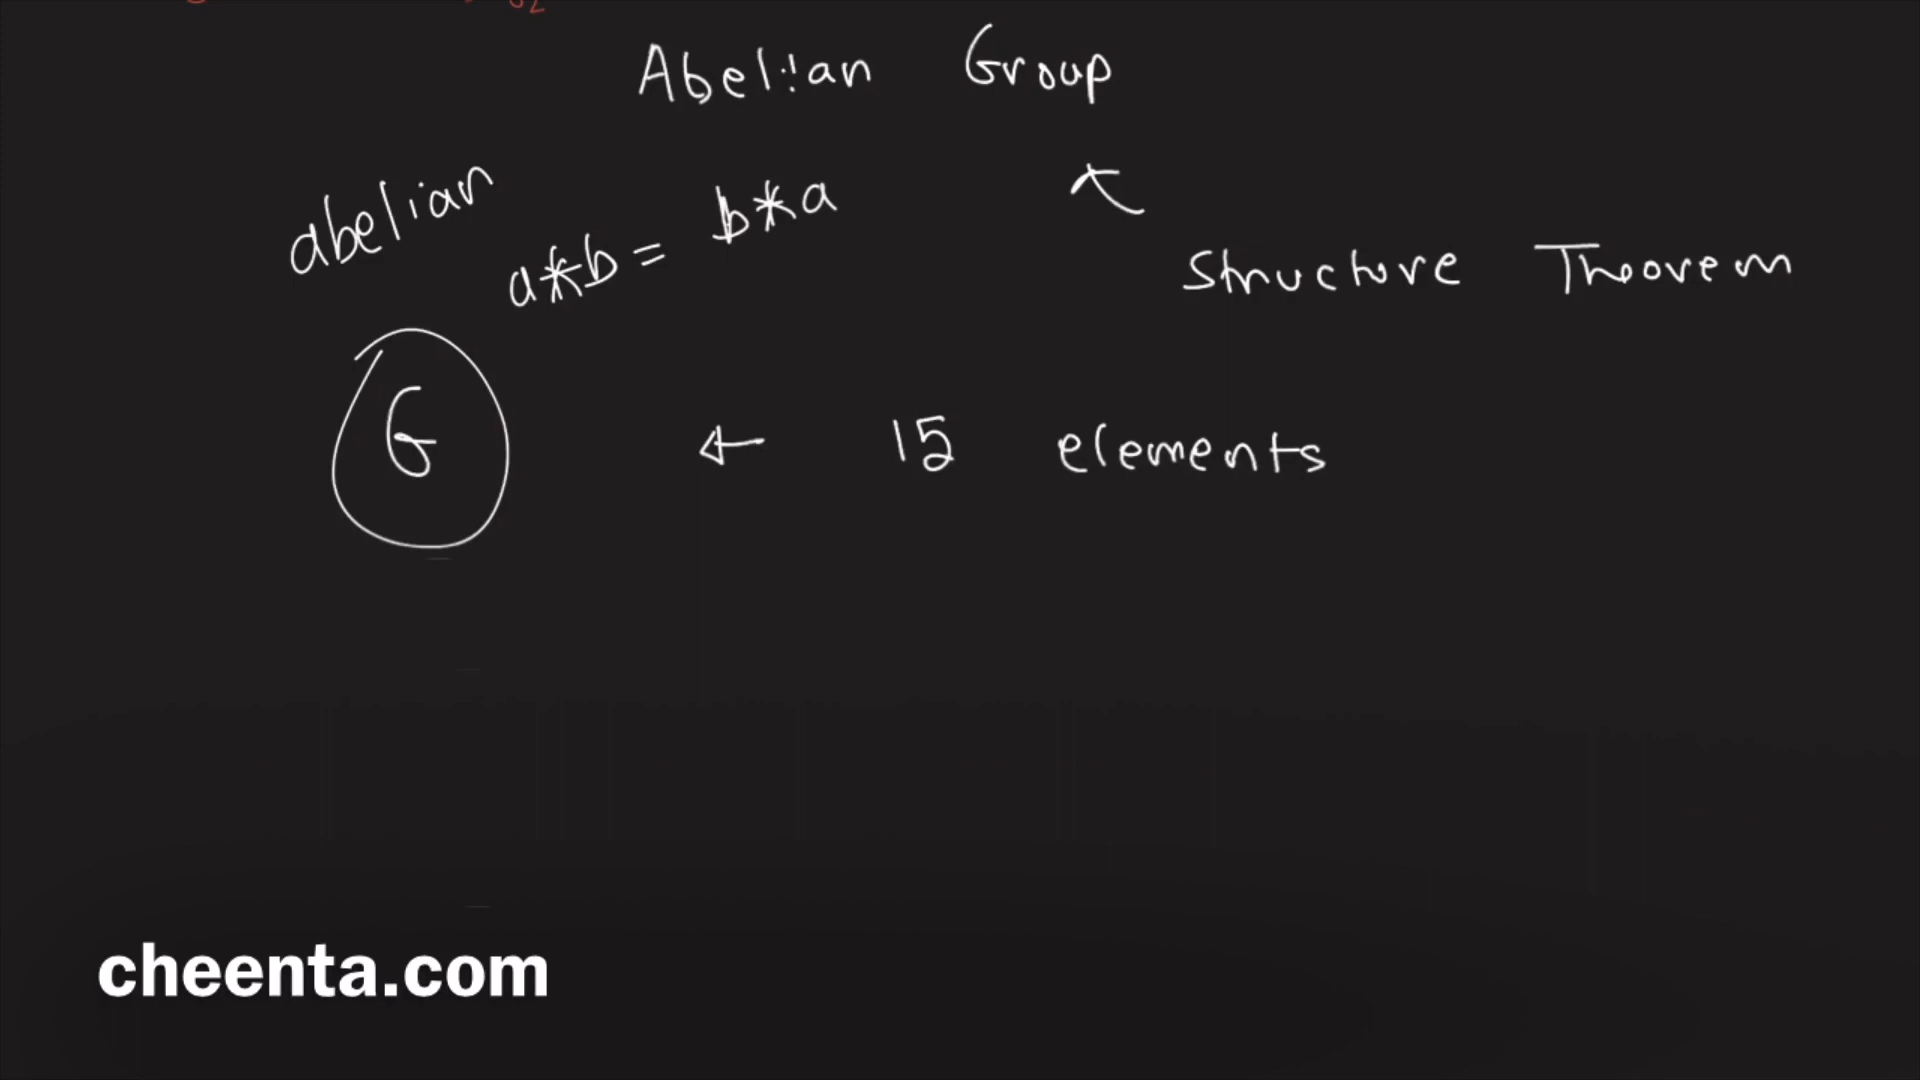 Abelian Group
abelian
a*b = b*a
Structure Theorem
G ← 15 elements
cheenta.com